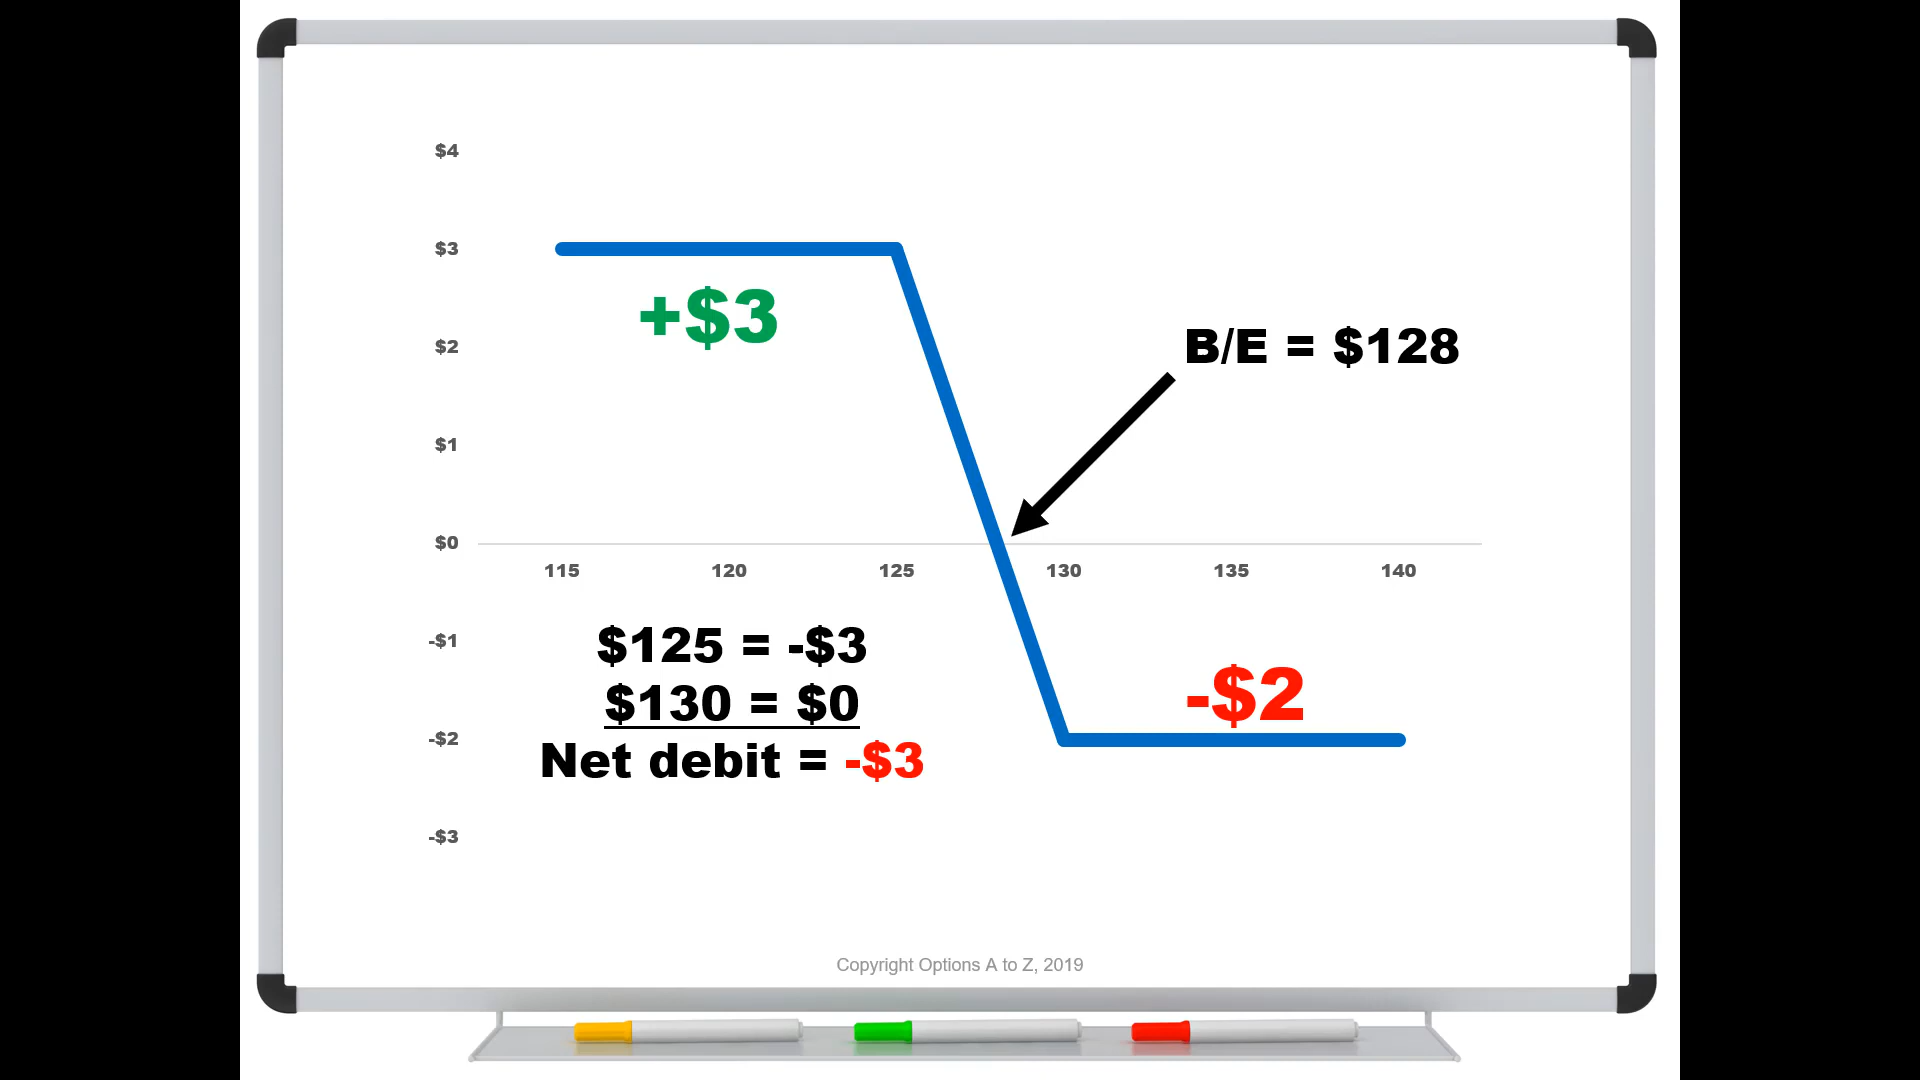 $4
$3
+$3
$2
B/E = $128
$1
$0
115 120 125 130 135 140
-$1
$125 = -$3
$130 = $0
-$2
-$2
Net debit = -$3
-$3
Copyright Options A to Z, 2019